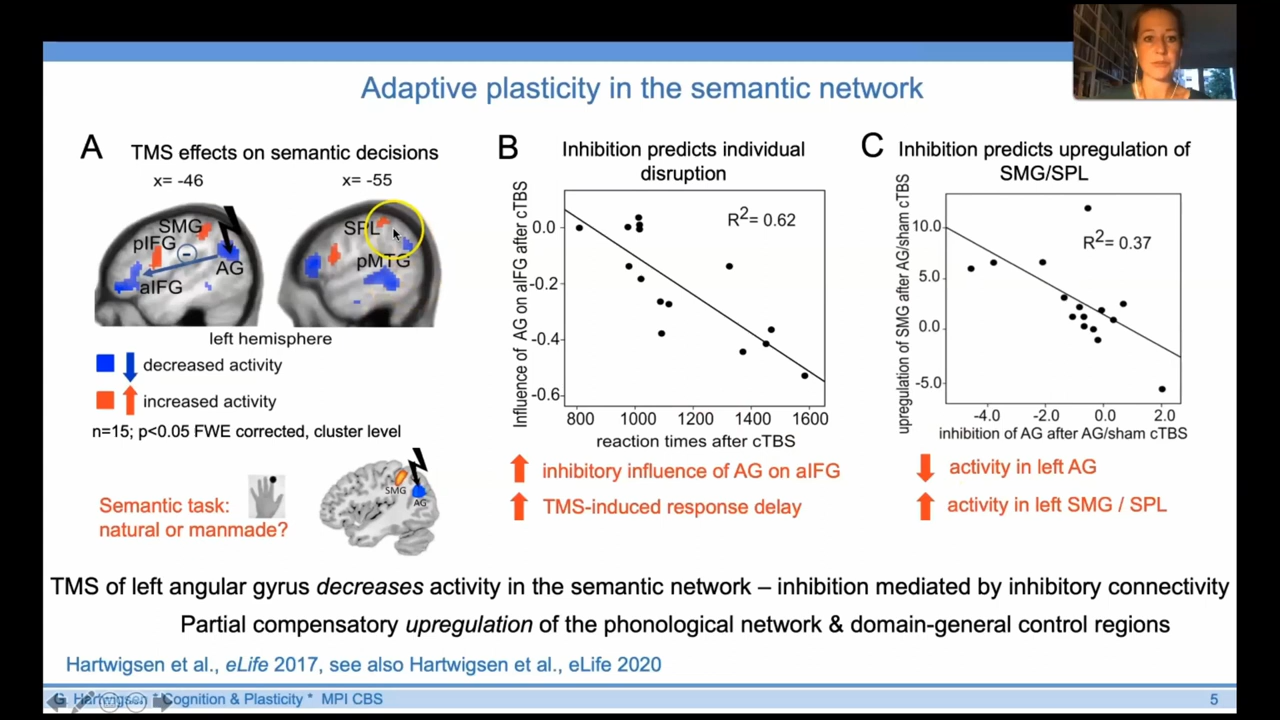 Adaptive plasticity in the semantic network
A
TMS effects on semantic decisions
x= -46
x= -55
SMG
pIFG
AG
aIFG
SPL
pMTG
left hemisphere
decreased activity
increased activity
n=15; p<0.05 FWE corrected, cluster level
Semantic task:
natural or manmade?
SMG
AG
B
Inhibition predicts individual
disruption
Influence of AG on aIFG after cTBS
R2= 0.62
0.0
-0.2
-0.4
-0.6
800 1000 1200 1400 1600
reaction times after cTBS
inhibitory influence of AG on aIFG
TMS-induced response delay
C
Inhibition predicts upregulation of
SMG/SPL
upregulation of SMG after AG/sham cTBS
R2= 0.37
10.0
5.0
0.0
-5.0
-4.0 -2.0 0.0 2.0
inhibition of AG after AG/sham cTBS
activity in left AG
activity in left SMG / SPL
TMS of left angular gyrus decreases activity in the semantic network – inhibition mediated by inhibitory connectivity
Partial compensatory upregulation of the phonological network & domain-general control regions
Hartwigsen et al., eLife 2017, see also Hartwigsen et al., eLife 2020
G. Hartwigsen * Cognition & Plasticity * MPI CBS
5